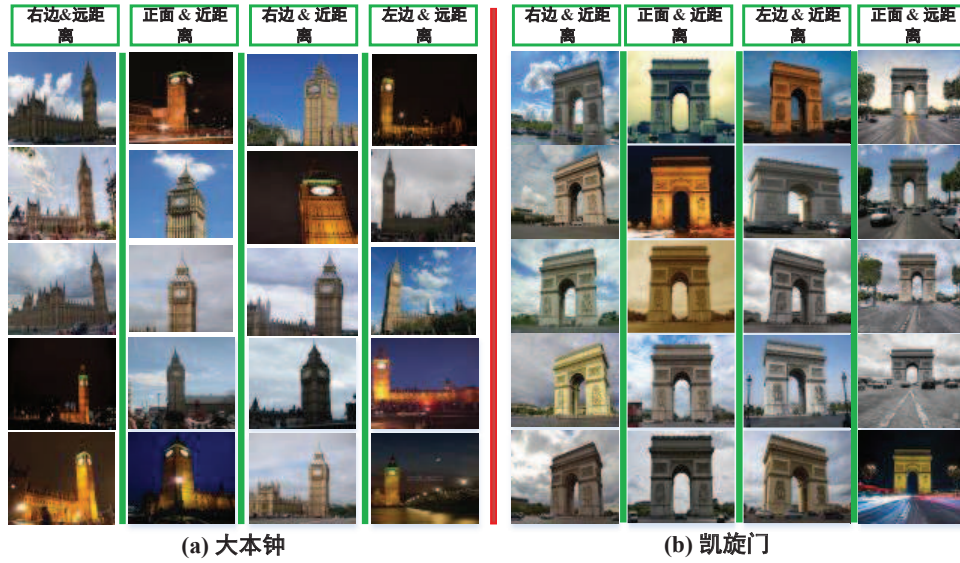 右边&远距
离
正面 & 近距
离
右边 & 近距
离
左边 & 远距
离
右边 & 近距
离
正面 & 近距
离
左边 & 近距
离
正面 & 远距
离
(a) 大本钟
(b) 凯旋门